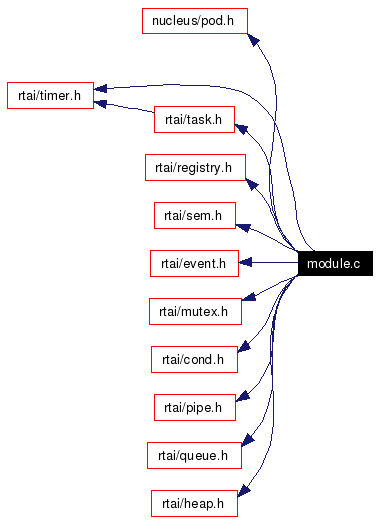 nucleus/pod.h
rtai/timer.h
rtai/task.h
rtai/registry.h
rtai/sem.h
rtai/event.h
module.c
rtai/mutex.h
rtai/cond.h
rtai/pipe.h
rtai/queue.h
rtai/heap.h